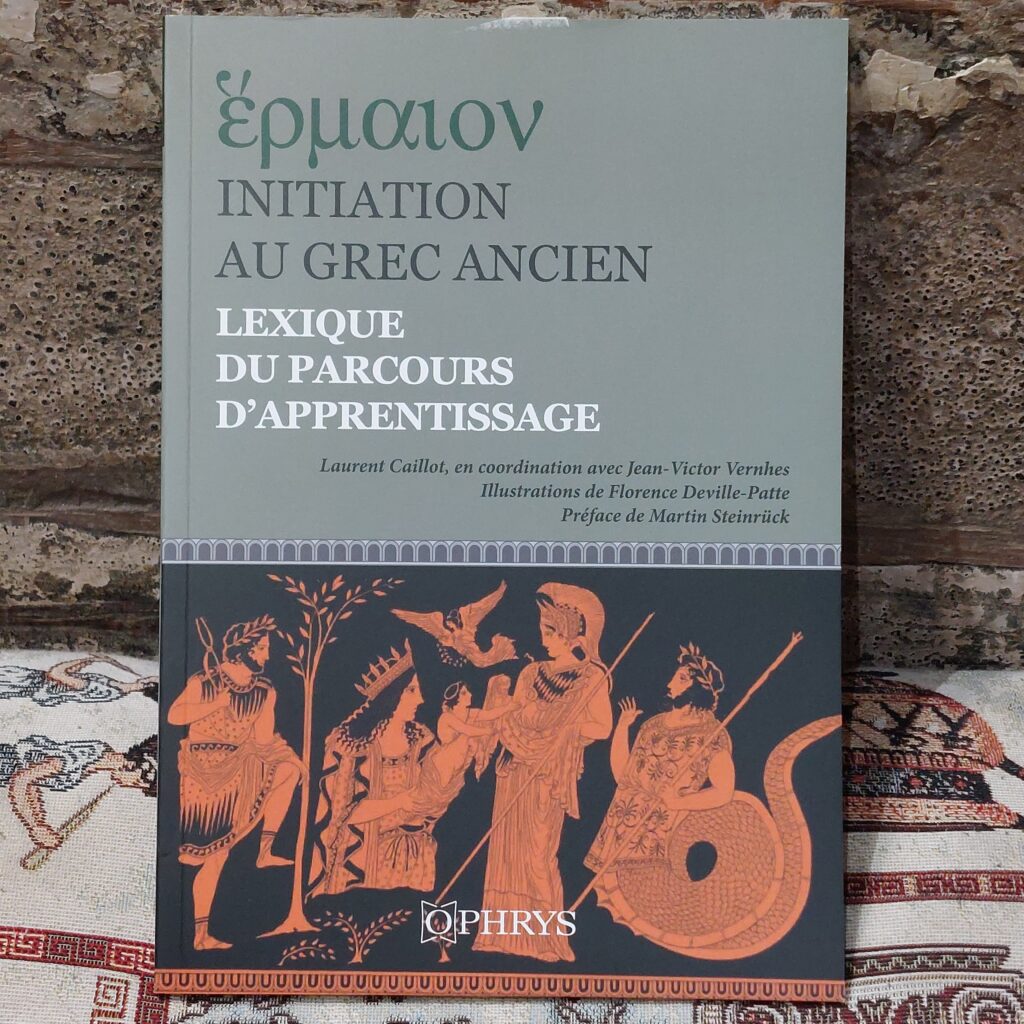 ἕρμαιον
INITIATION
AU GREC ANCIEN
LEXIQUE
DU PARCOURS
D’APPRENTISSAGE
Laurent Caillot, en coordination avec Jean-Victor Vernhes
Illustrations de Florence Deville-Patte
Préface de Martin Steinrück
OPHRYS